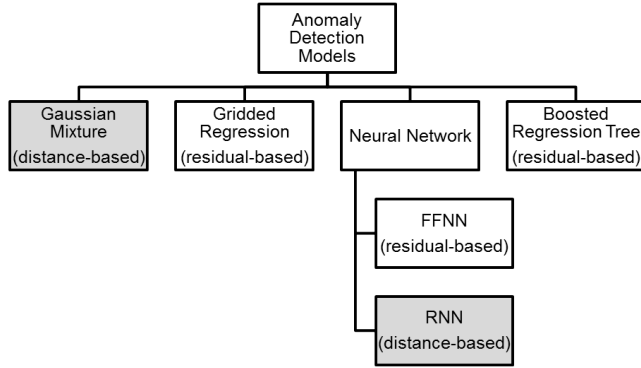 Anomaly
Detection
Models
Gaussian
Mixture
(distance-based)
Gridded
Regression
(residual-based)
Neural Network
Boosted
Regression Tree
(residual-based)
FFNN
(residual-based)
RNN
(distance-based)